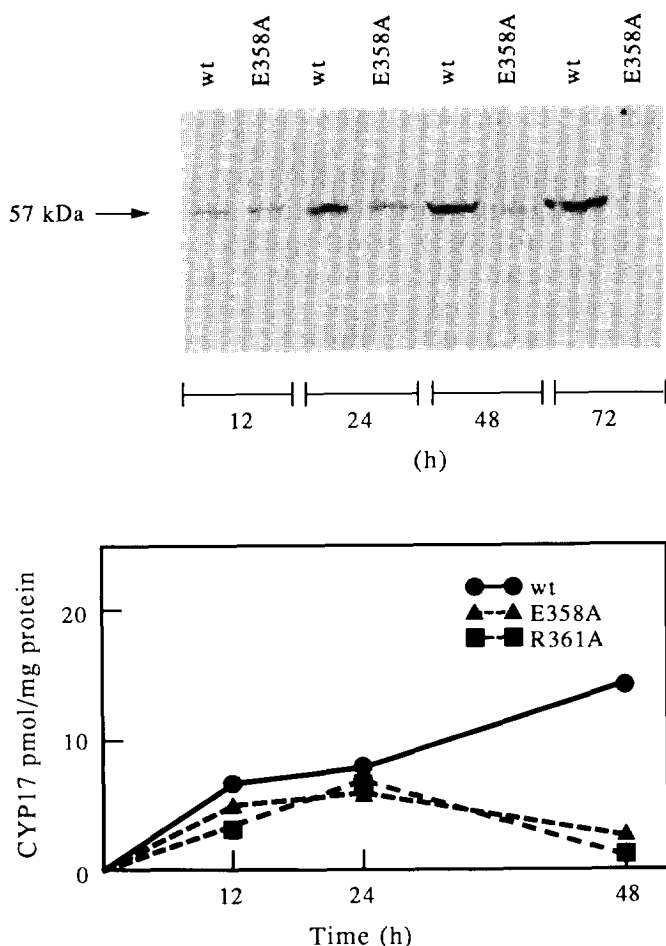 wt E358A wt E358A wt E358A wt E358A
57 kDa
12 24 48 72
(h)
wt
E358A
R361A
CYP17 pmol/mg protein
20
10
0
12 24 48
Time (h)